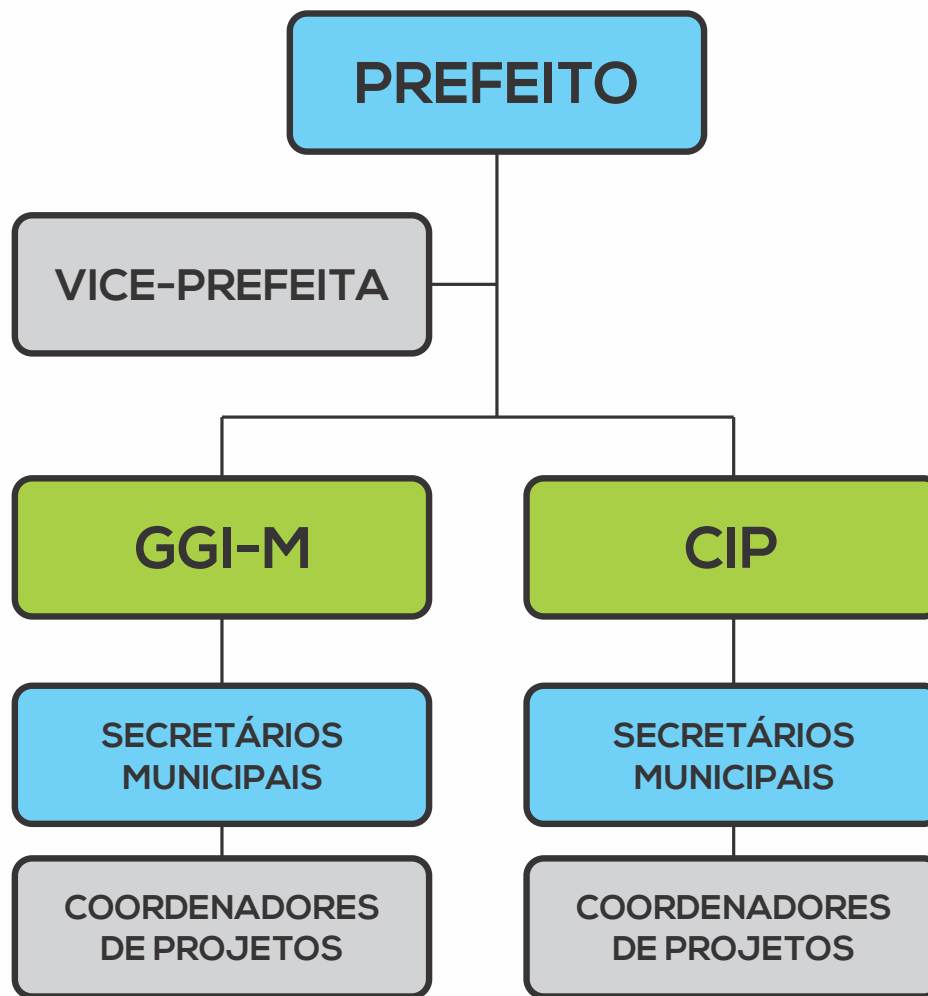 PREFEITO
VICE-PREFEITA
GGI-M
CIP
SECRETÁRIOS
MUNICIPAIS
SECRETÁRIOS
MUNICIPAIS
COORDENADORES
DE PROJETOS
COORDENADORES
DE PROJETOS